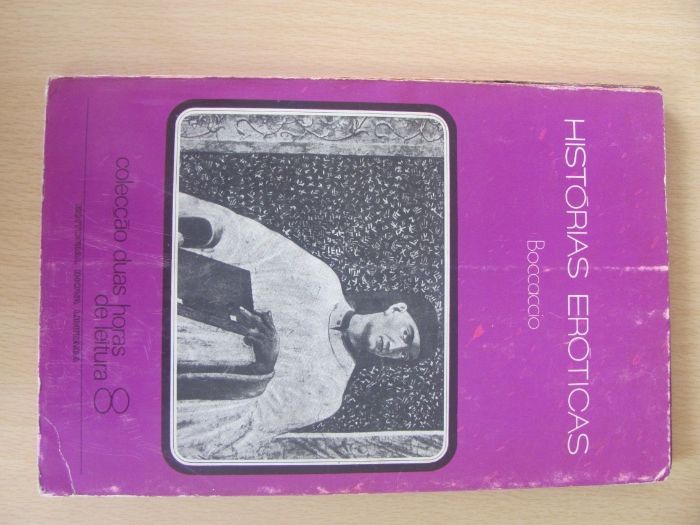 HISTÓRIAS ERÓTICAS
Boccaccio
colecção duas horas
de leitura 8